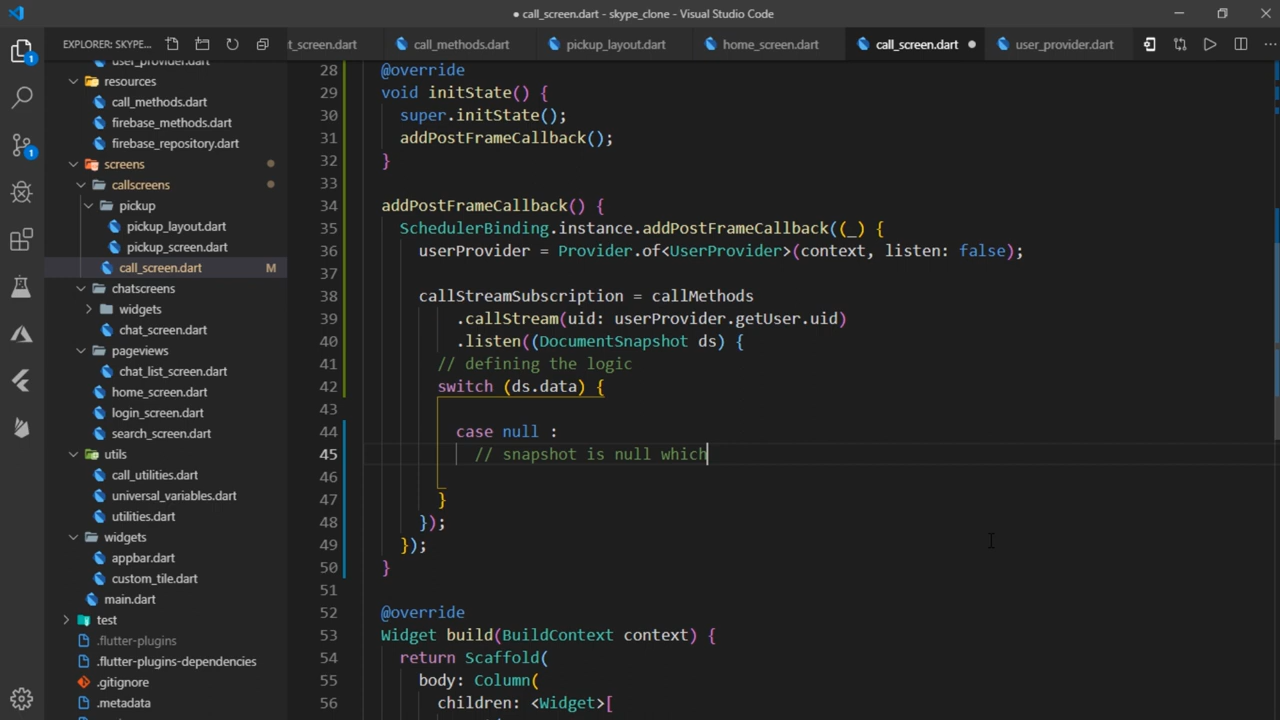 call_screen.dart - skype_clone - Visual Studio Code
EXPLORER: SKYPE...
t_screen.dart
call_methods.dart
pickup_layout.dart
home_screen.dart
call_screen.dart
user_provider.dart
user_provider.dart
resources
call_methods.dart
firebase_methods.dart
firebase_repository.dart
screens
callscreens
pickup
pickup_layout.dart
pickup_screen.dart
call_screen.dart M
chatscreens
widgets
chat_screen.dart
pageviews
chat_list_screen.dart
home_screen.dart
login_screen.dart
search_screen.dart
utils
call_utilities.dart
universal_variables.dart
utilities.dart
widgets
appbar.dart
custom_tile.dart
main.dart
test
.flutter-plugins
.flutter-plugins-dependencies
.gitignore
.metadata
1
1
28 @override
29 void initState() {
30 super.initState();
31 addPostFrameCallback();
32 }
33
34 addPostFrameCallback() {
35 SchedulerBinding.instance.addPostFrameCallback((_) {
36 userProvider = Provider.of<UserProvider>(context, listen: false);
37
38 callStreamSubscription = callMethods
39 .callStream(uid: userProvider.getUser.uid)
40 .listen((DocumentSnapshot ds) {
41 // defining the logic
42 switch (ds.data) {
43
44 case null :
45 // snapshot is null which
46
47 }
48 });
49 });
50 }
51
52 @override
53 Widget build(BuildContext context) {
54 return Scaffold(
55 body: Column(
56 children: <Widget>[